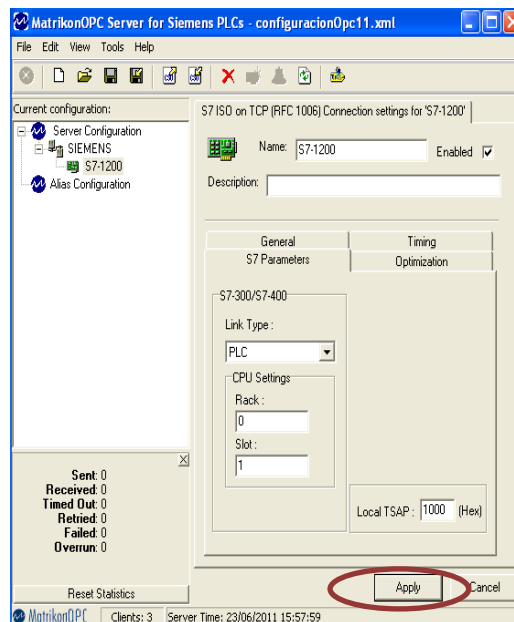 MatrikonOPC Server for Siemens PLCs - configuracionOpc11.xml
File Edit View Tools Help
Current configuration:
Server Configuration
SIEMENS
S7-1200
Alias Configuration
S7 ISO on TCP (RFC 1006) Connection settings for 'S7-1200'
Name: S7-1200 Enabled
Description:
General Timing
S7 Parameters Optimization
S7-300/S7-400
Link Type :
PLC
CPU Settings
Rack :
0
Slot :
1
Local TSAP : 1000 (Hex)
Sent: 0
Received: 0
Timed Out: 0
Retried: 0
Failed: 0
Overrun: 0
Reset Statistics
Apply Cancel
MatrikonOPC Clients: 3 Server Time: 23/06/2011 15:57:59